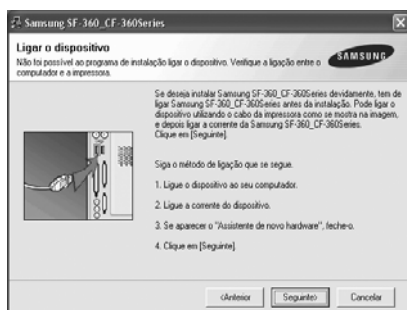 Samsung SF-360_CF-360Series
Ligar o dispositivo
Não foi possível ao programa de instalação ligar o dispositivo. Verifique a ligação entre o
computador e a impressora.
SAMSUNG
Se deseja instalar Samsung SF-360_CF-360Series devidamente, tem de
ligar Samsung SF-360_CF-360Series antes da instalação. Pode ligar o
dispositivo utilizando o cabo da impressora como se mostra na imagem,
e depois ligar a corrente da Samsung SF-360_CF-360Series.
Clique em [Seguinte].
Siga o método de ligação que se segue.
1. Ligue o dispositivo ao seu computador.
2. Ligue a corrente do dispositivo.
3. Se aparecer o "Assistente de novo hardware", feche-o.
4. Clique em [Seguinte].
<Anterior
Seguinte>
Cancelar